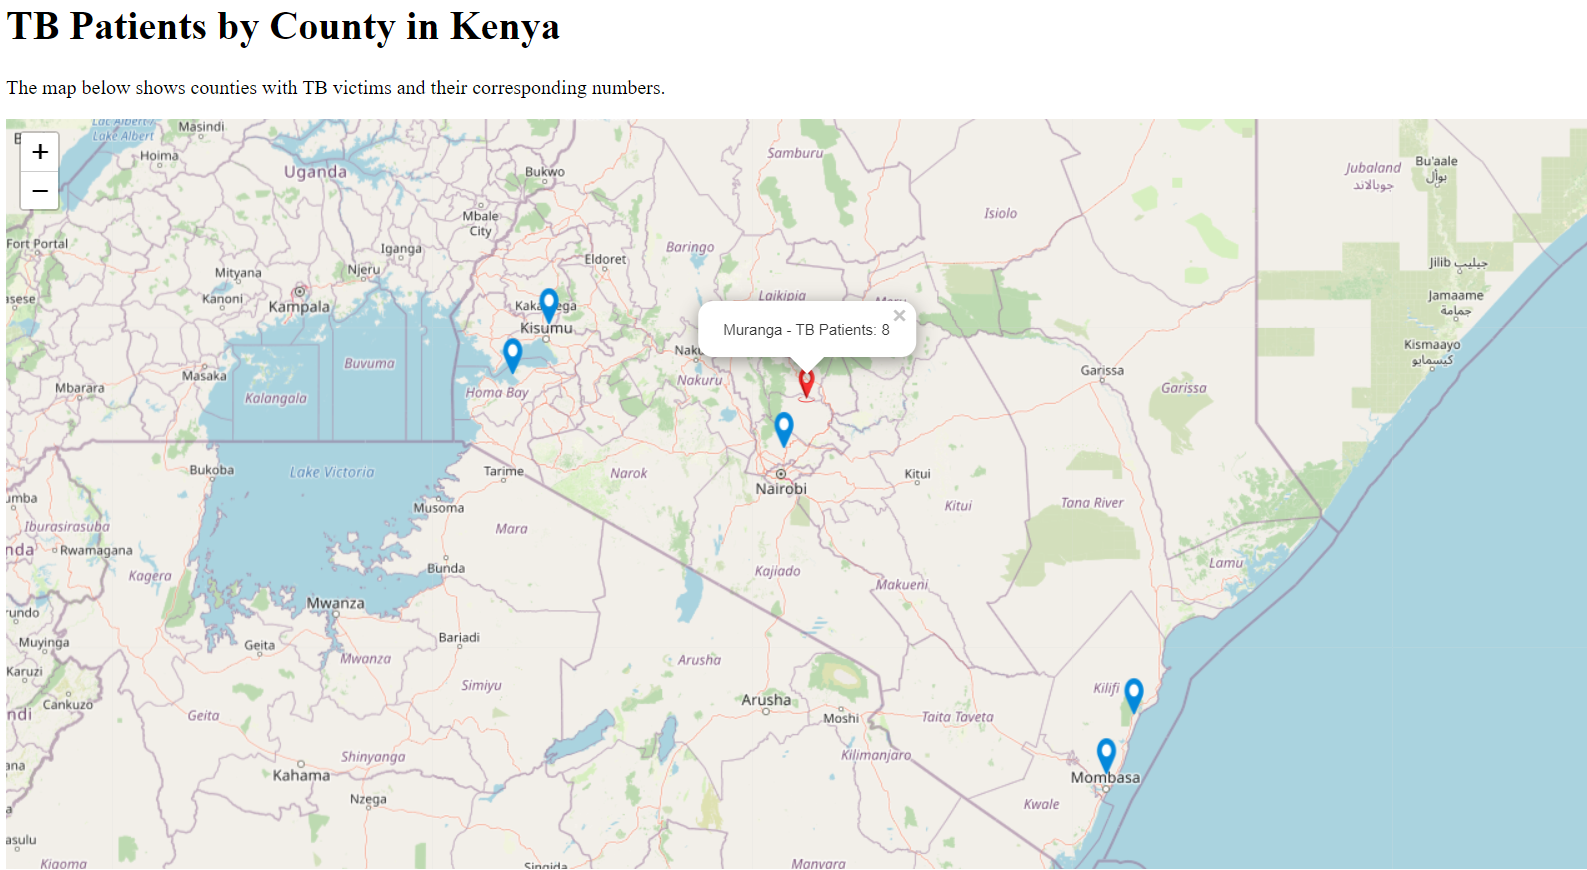 TB Patients by County in Kenya
The map below shows counties with TB victims and their corresponding numbers.
+
−
Lake Albert
Masindi
Hoima
Uganda
Bukwo
Samburu
Bu'aale
بوأل
Jubaland
جوبالاند
Mbale
City
Isiolo
Fort Portal
Iganga
Baringo
Eldoret
Mityana
Njeru
Jilib جيليب
Kanoni
Kampala
Laikipia
Jamaame
جمامة
Kisumu
Muranga - TB Patients: 8
×
Kismaayo
كيسمايو
Buvuma
Masaka
Mbarara
Kalangala
Homa Bay
Nakuru
Garissa
Garissa
Bukoba
Lake Victoria
Tarime
Narok
Nairobi
Kitui
Kitui
Tana River
Musoma
Iburasirasuba
Mara
Rwamagana
Kagera
Bunda
Kajiado
Makueni
Lamu
Mwanza
Muyinga
Geita
Bariadi
Karuzi
Mwanza
Arusha
Simiyu
Cankuzo
Kilifi
Geita
Arusha
Moshi
Taita Taveta
Shinyanga
Kilimanjaro
Kahama
Mombasa
Nzega
Kwale
Kigoma
Singida
Manyara